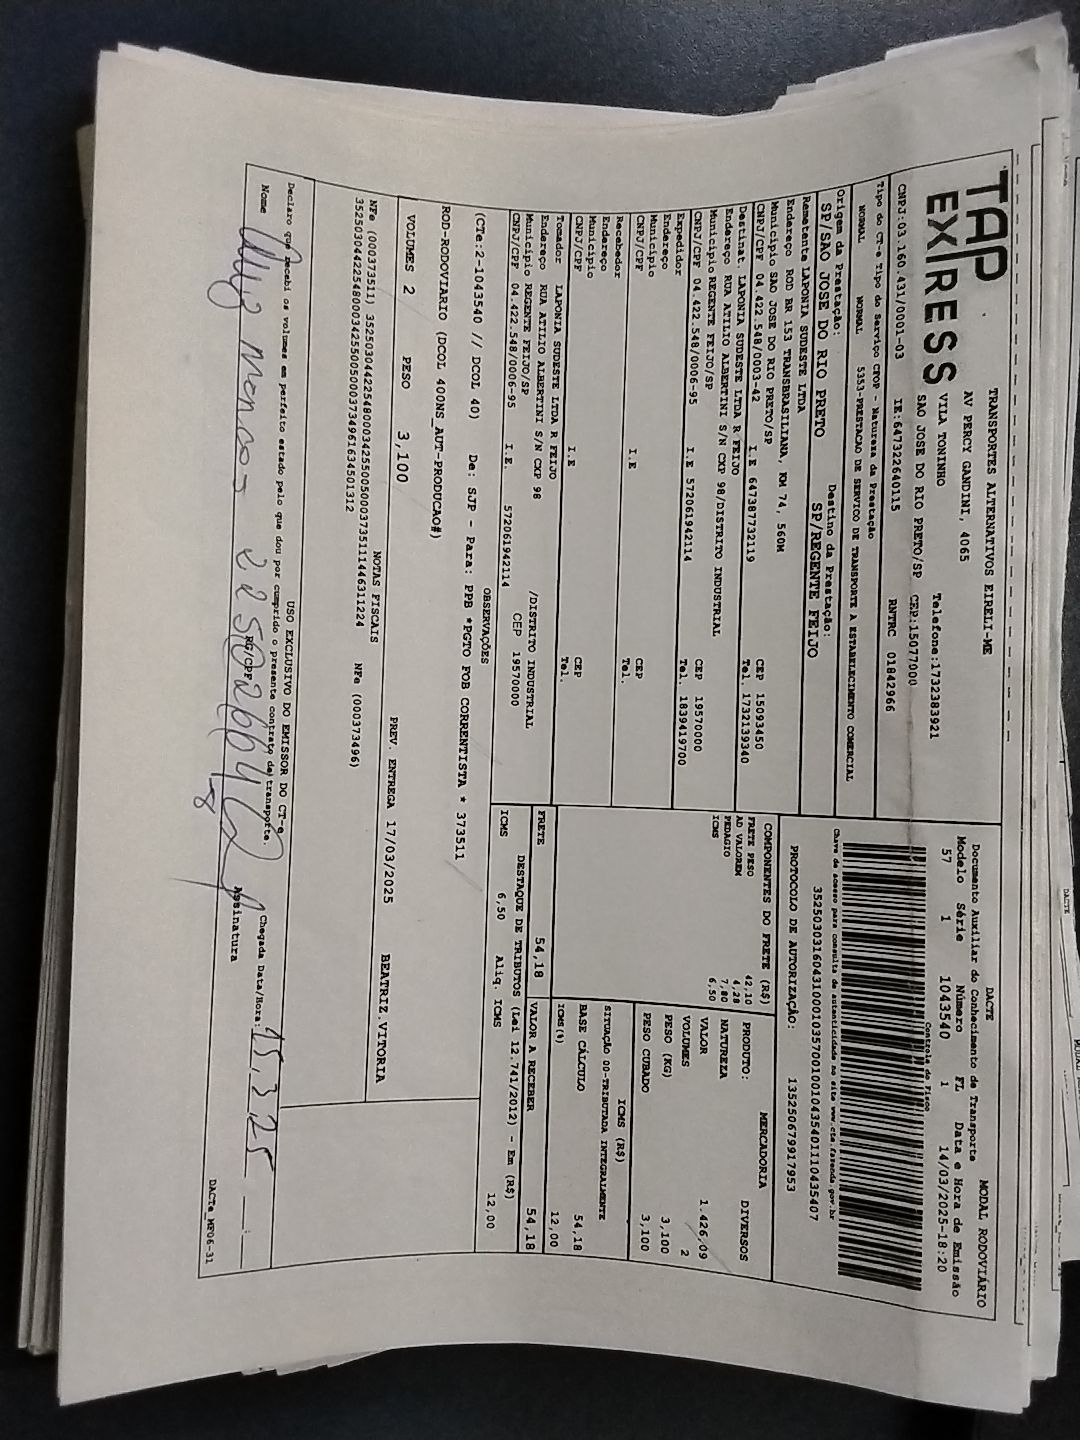 TAP EXPRESS
TRANSPORTES ALTERNATIVOS EIRELI-ME
AV PERCY GANDINI, 4065
VILA TONINHO
SAO JOSE DO RIO PRETO/SP CEP:15077000
Telefone:1732383921
CNPJ:03.160.431/0001-03 IE:647322640115 RNTRC 01842966
Tipo do CT-e Tipo do Serviço CFOP - Natureza da Prestação
NORMAL NORMAL 5353-PRESTACAO DE SERVICO DE TRANSPORTE A ESTABELECIMENTO COMERCIAL
Origem da Prestação: Destino da Prestação:
SP/SAO JOSE DO RIO PRETO SP/REGENTE FEIJO
DACTE MODAL RODOVIÁRIO
Documento Auxiliar do Conhecimento de Transporte
Modelo Série Número FL Data e Hora de Emissão
57 1 1043540 1 14/03/2025-18:20
Controle do Fisco
Chave de acesso para consulta de autenticidade no site www.cte.fazenda.gov.br
PROTOCOLO DE AUTORIZAÇÃO: 135250679917953
Remetente LAPONIA SUDESTE LTDA
Endereço ROD BR 153 TRANSBRASILIANA, KM 74, 560M
Município SAO JOSE DO RIO PRETO/SP CEP 15093450
CNPJ/CPF 04.422.548/0003-42 I.E 647387732119 Tel. 1732139340
Destinat. LAPONIA SUDESTE LTDA R FEIJO
Endereço RUA ATILIO ALBERTINI S/N CXP 98/DISTRITO INDUSTRIAL
Município REGENTE FEIJO/SP CEP 19570000
CNPJ/CPF 04.422.548/0006-95 I.E 572061942114 Tel. 1839419700
Expedidor
Endereço
Município CEP
CNPJ/CPF I.E Tel.
Recebedor
Endereço
Município CEP
CNPJ/CPF I.E Tel.
Tomador LAPONIA SUDESTE LTDA R FEIJO
Endereço RUA ATILIO ALBERTINI S/N CXP 98 /DISTRITO INDUSTRIAL
Município REGENTE FEIJO/SP CEP 19570000
CNPJ/CPF 04.422.548/0006-95 I.E. 572061942114
COMPONENTES DO FRETE (R$)
FRETE PESO 42,10
AD VALOREM 4,28
PEDAGIO 7,80
ICMS 6,50
FRETE 54,18
MERCADORIA
PRODUTO: DIVERSOS
NATUREZA
VALOR 1.426,09
VOLUMES 2
PESO (KG) 3,100
PESO CUBADO 3,100
ICMS (R$)
SITUAÇÃO 00-TRIBUTADA INTEGRALMENTE
BASE CÁLCULO 54,18
ICMS(%) 12,00
VALOR A RECEBER 54,18
DESTAQUE DE TRIBUTOS (Lei 12.741/2012) - Em (R$)
ICMS 6,50 Aliq. ICMS 12,00
OBSERVAÇÕES
(CTe:2-1043540 // DCOL 40) De: SJP - Para: PPB *PGTO FOB CORRENTISTA * 373511
ROD-RODOVIARIO (DCOL 400NS_AUT-PRODUCAO#)
VOLUMES 2 PESO 3,100 PREV. ENTREGA 17/03/2025 BEATRIZ.VITORIA
NOTAS FISCAIS
NFe (000373511) 35250304422548000342550050003735111446311224 NFe (000373496)
35250304422548000342550050003734961634501312
USO EXCLUSIVO DO EMISSOR DO CT-e
Declaro que recebi os volumes em perfeito estado pelo que dou por cumprido o presente contrato de transporte.
Nome RG/CPF Assinatura
Chegada Data/Hora: 15,3,25
DACTe_MF06-31